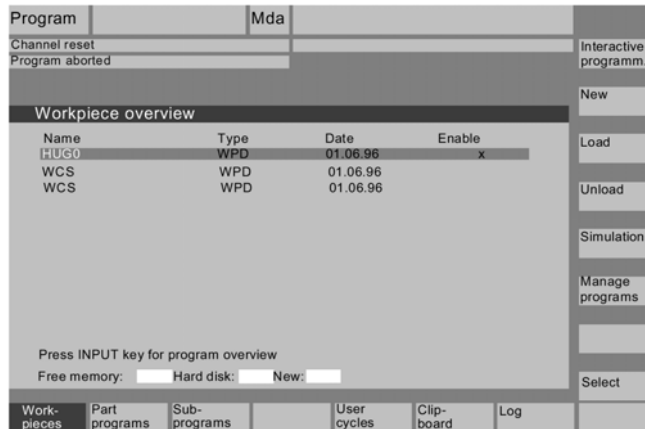 Program Mda
Channel reset
Program aborted
Interactive
programm.
New
Workpiece overview
Name Type Date Enable
HUG0 WPD 01.06.96 x
WCS WPD 01.06.96
WCS WPD 01.06.96
Load
Unload
Simulation
Manage
programs
Press INPUT key for program overview
Free memory: Hard disk: New:
Select
Work-
pieces
Part
programs
Sub-
programs
User
cycles
Clip-
board
Log